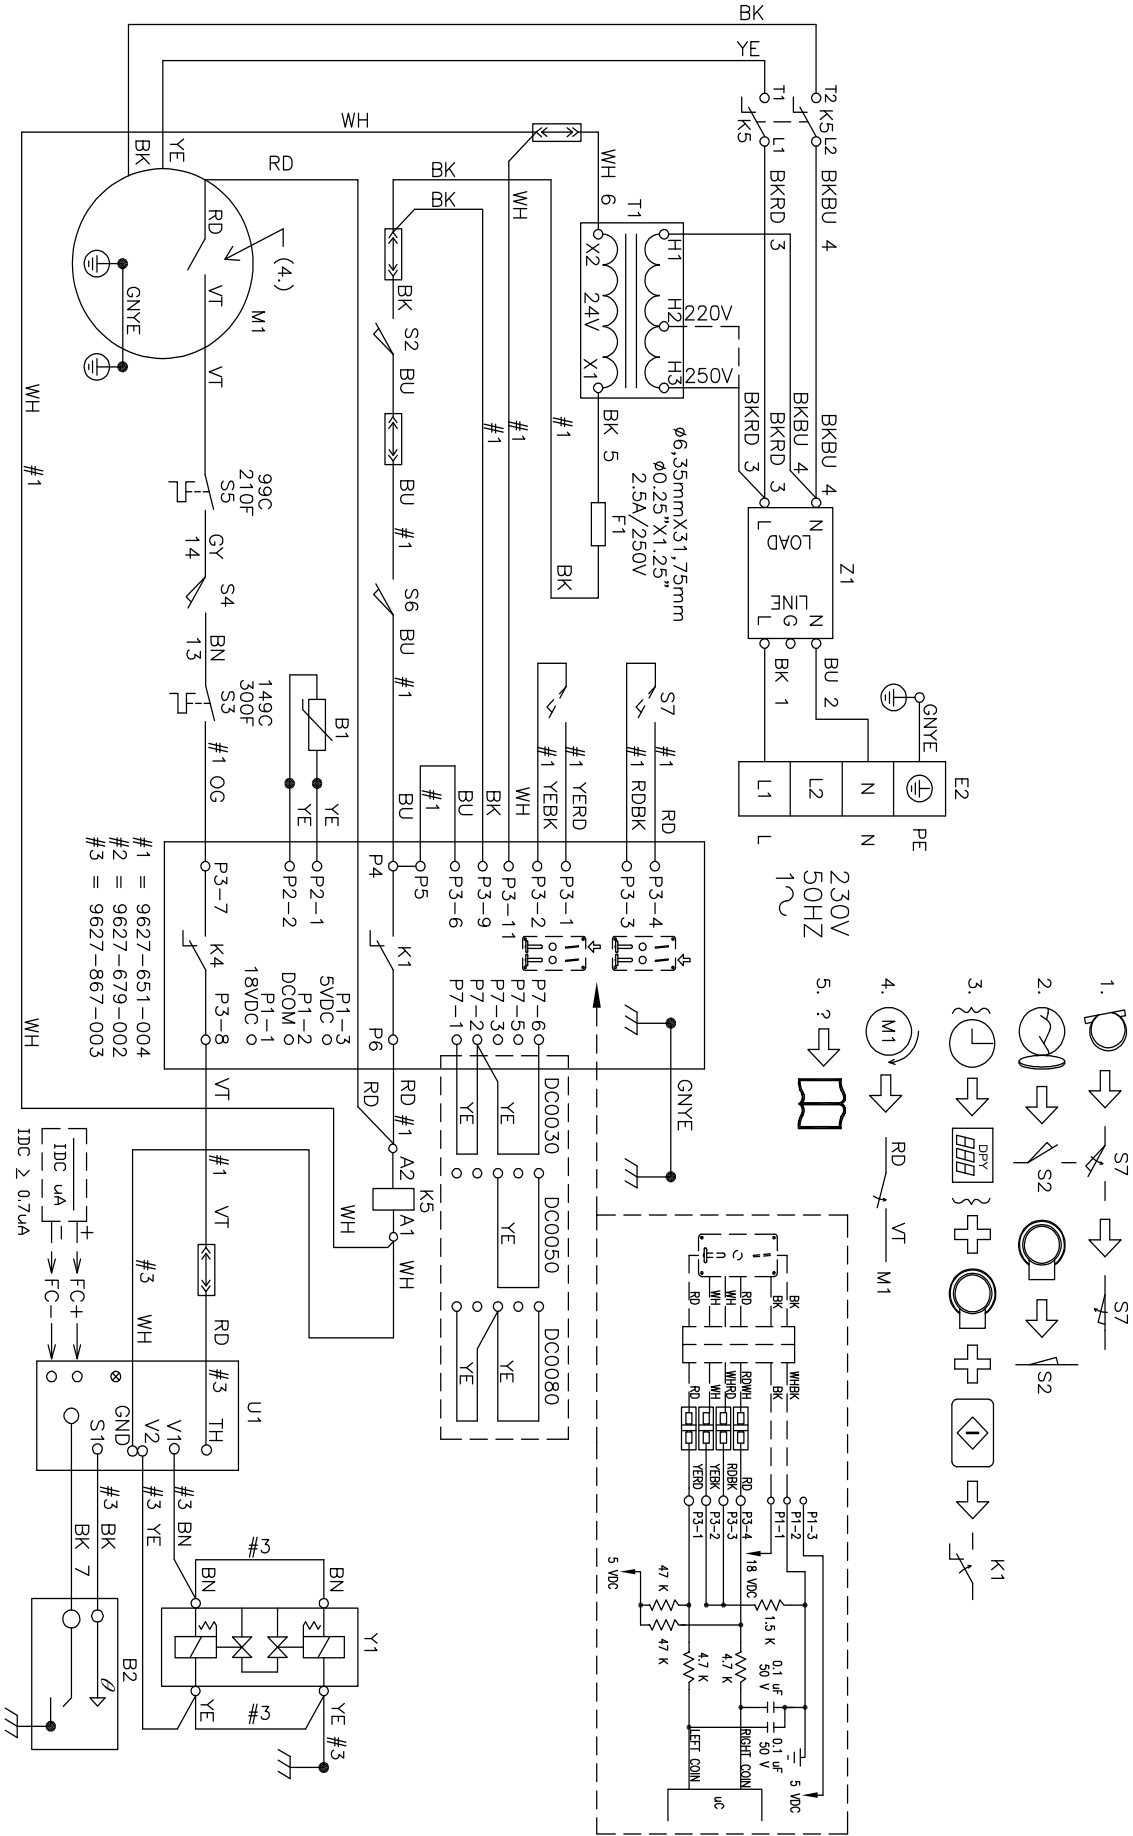 BK
YE
T2
K5
L2
T1
K5
L1
BKBU 4
BKRD 3
WH
BK
YE
RD
BK
BK
WH
WH 6
T1
X2
24V
X1
H1
H2
H3
220V
250V
BKRD 3
BKRD 3
BKBU 4
BKBU 4
RD
VT
(4.)
GNYE
M1
VT
WH
#1
BK
S2
BU
BU
#1
S6
BU
#1
#1
#1
#1
BK 5
F1
BK
ø6,35mmX31,75mm
ø0.25"X1.25"
2.5A/250V
N
L
LOAD
Z1
LINE
N
G
L
BK 1
BU 2
GNYE
E2
L1
L2
N
L
N
PE
230V
50HZ
1~
99C
210F
S5
GY
14
S4
BN
13
149C
300F
S3
#1 OG
B1
YE
YE
BU
#1
BU
BK
WH
#1 YEBK
#1 YERD
S7
#1 RDBK
#1
RD
#1 = 9627-651-004
#2 = 9627-679-002
#3 = 9627-867-003
P3-7
P2-2
P2-1
P4
P5
P3-6
P3-9
P3-11
P3-2
P3-1
P3-3
P3-4
K4
K1
P3-8
P1-1
18VDC
P1-2
DCOM
P1-3
5VDC
P6
P7-1
P7-2
P7-3
P7-5
P7-6
GNYE
WH
VT
RD
RD #1
DC0030
YE
YE
DC0050
YE
DC0080
YE
YE
A2
K5
A1
WH
WH
#1
VT
RD
#3
#3
WH
IDC uA
IDC ≥ 0.7uA
+
-
FC+
FC-
U1
TH
V1
V2
GND
S1
#3 BN
#3 YE
#3 BK
BK 7
BN
#3
BN
Y1
YE
#3
YE #3
B2
θ
1.
S7
S7
2.
S2
S2
3.
DPY
K1
4.
M1
RD
VT
M1
5. ?
RD
WH
WH
RD
BK
BK
RD
WH
WHRD
RDWH
BK
WHBK
YERD
YEBK
RDBK
RD
P3-1
P3-2
P3-3
P3-4
P1-1
P1-2
P1-3
18 VDC
5 VDC
47 K
47 K
1.5 K
4.7 K
4.7 K
0.1 uF
50 V
0.1 uF
50 V
5 VDC
LEFT COIN
RIGHT COIN
uC